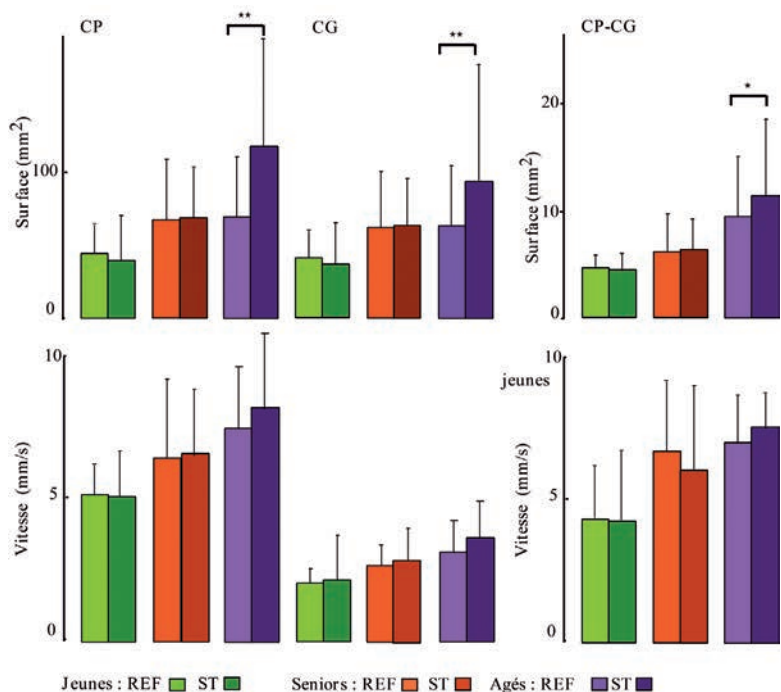 CP
**
CG
**
CP-CG
*
Surface (mm²)
100
0
Surface (mm²)
20
10
0
Vitesse (mm/s)
10
5
0
jeunes
Vitesse (mm/s)
10
5
0
Jeunes : REF ST Seniors : REF ST Agés : REF ST